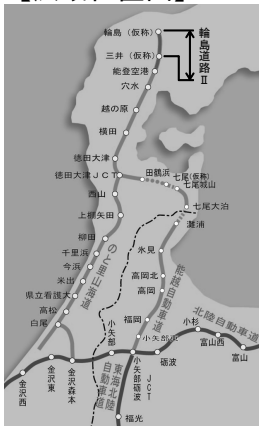 輪島(仮称)
三井(仮称)
輪島道路Ⅱ
能登空港
穴水
越の原
横田
徳田大津
徳田大津JCT
田鶴浜
七尾(仮称)
七尾城山
西山
上棚矢田
七尾大泊
灘浦
柳田
氷見
千里浜
のと里山海道
今浜
高岡北
能越自動車道
米出
高岡
県立看護大
高松
福岡
小杉
北陸自動車道
白尾
小矢部
小矢部東
富山西
富山
砺波
金沢西
金沢東
金沢森本
東海北陸自動車道
小矢部砺波JCT
福光